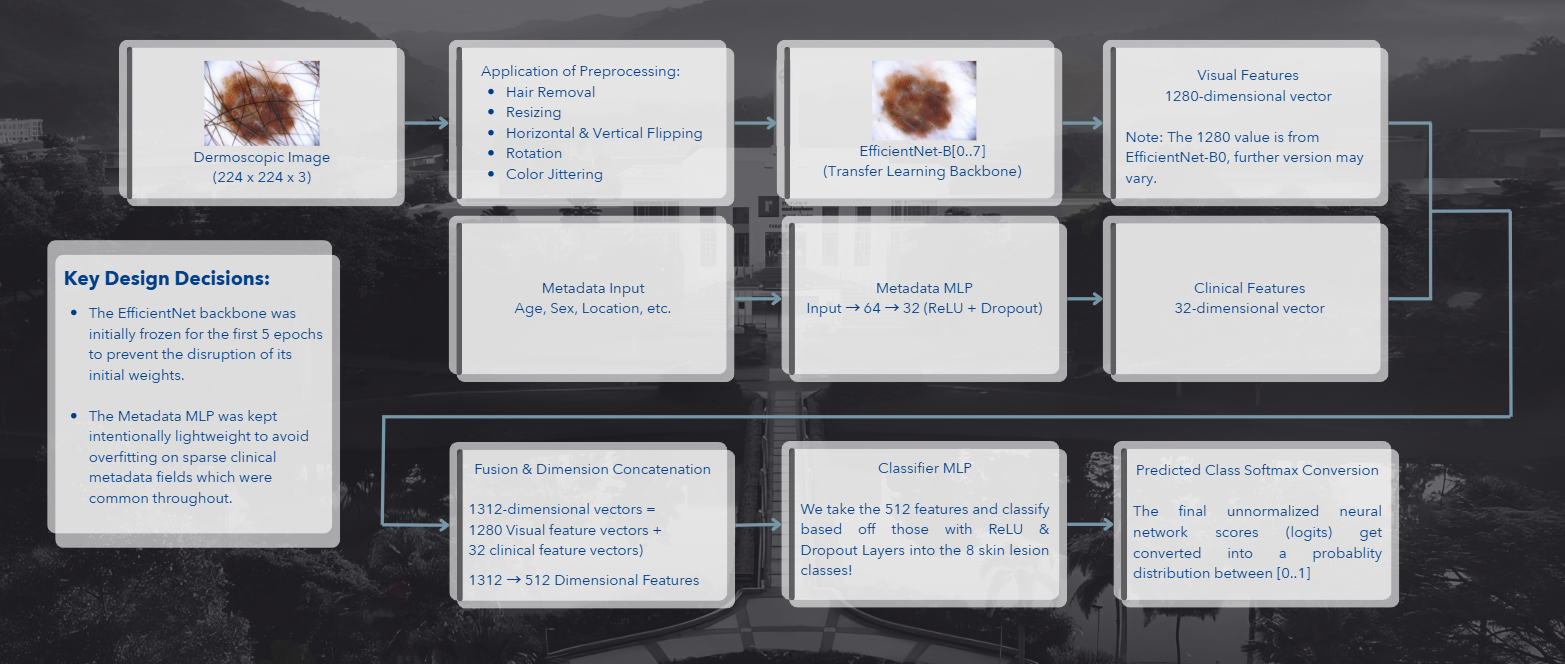 Dermoscopic Image
(224 x 224 x 3)
Application of Preprocessing:
• Hair Removal
• Resizing
• Horizontal & Vertical Flipping
• Rotation
• Color Jittering
EfficientNet-B[0..7]
(Transfer Learning Backbone)
Visual Features
1280-dimensional vector
Note: The 1280 value is from
EfficientNet-B0, further version may
vary.
Key Design Decisions:
• The EfficientNet backbone was
initially frozen for the first 5 epochs
to prevent the disruption of its
initial weights.
• The Metadata MLP was kept
intentionally lightweight to avoid
overfitting on sparse clinical
metadata fields which were
common throughout.
Metadata Input
Age, Sex, Location, etc.
Metadata MLP
Input → 64 → 32 (ReLU + Dropout)
Clinical Features
32-dimensional vector
Fusion & Dimension Concatenation
1312-dimensional vectors =
1280 Visual feature vectors +
32 clinical feature vectors)
1312 → 512 Dimensional Features
Classifier MLP
We take the 512 features and classify
based off those with ReLU &
Dropout Layers into the 8 skin lesion
classes!
Predicted Class Softmax Conversion
The final unnormalized neural
network scores (logits) get
converted into a probablity
distribution between [0..1]